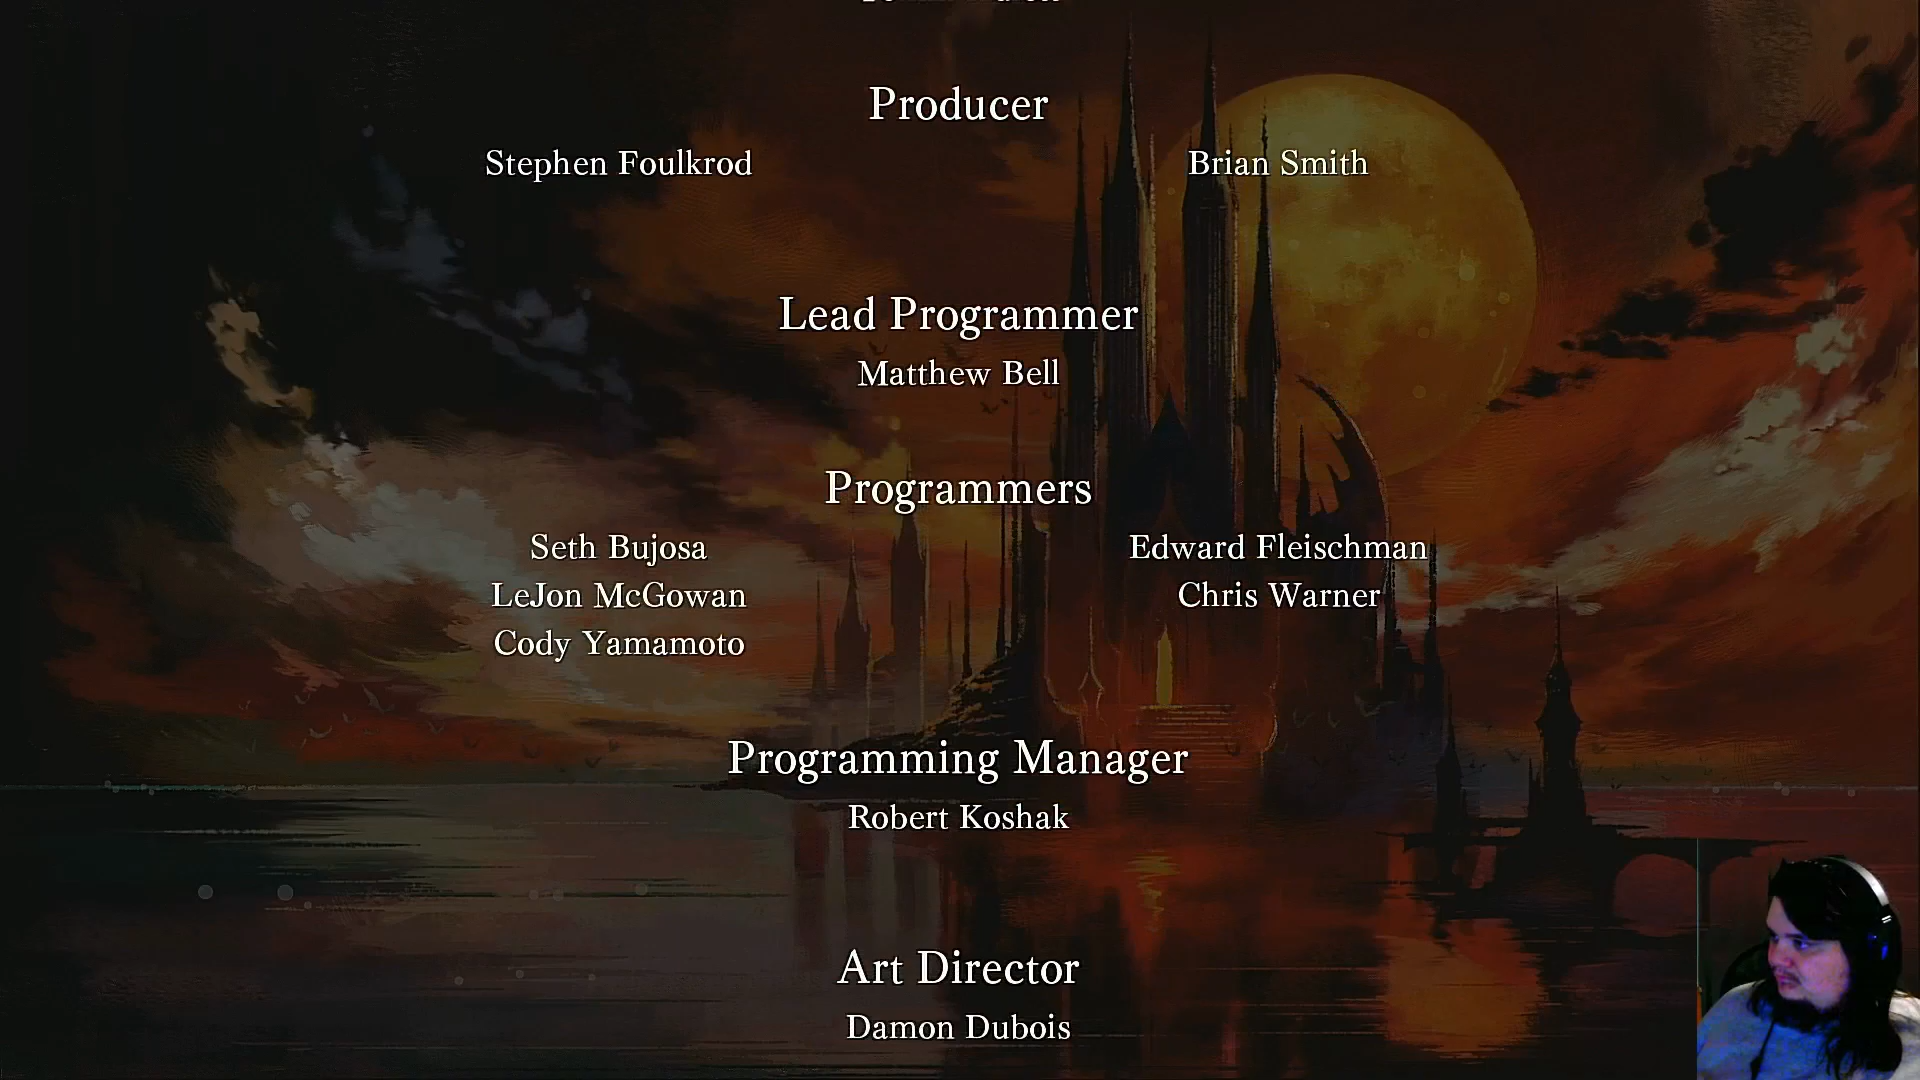 Producer
Stephen Foulkrod
Brian Smith
Lead Programmer
Matthew Bell
Programmers
Seth Bujosa
Edward Fleischman
LeJon McGowan
Chris Warner
Cody Yamamoto
Programming Manager
Robert Koshak
Art Director
Damon Dubois